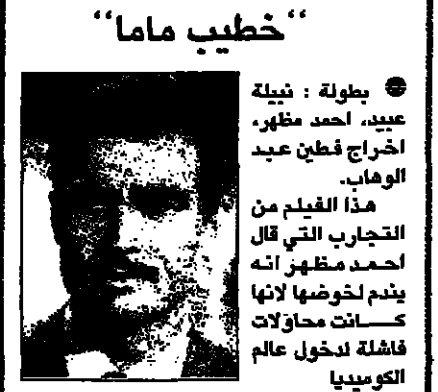 “خطيب ماما”
● بطولة : نبيلة
عبيد، احمد مظهر،
اخراج فطين عبد
الوهاب.
هذا الفيلم من
التجارب التي قال
احمد مظهر انه
يندم لخوضها لانها
كانت محاولات
فاشلة لدخول عالم
الكوميديا